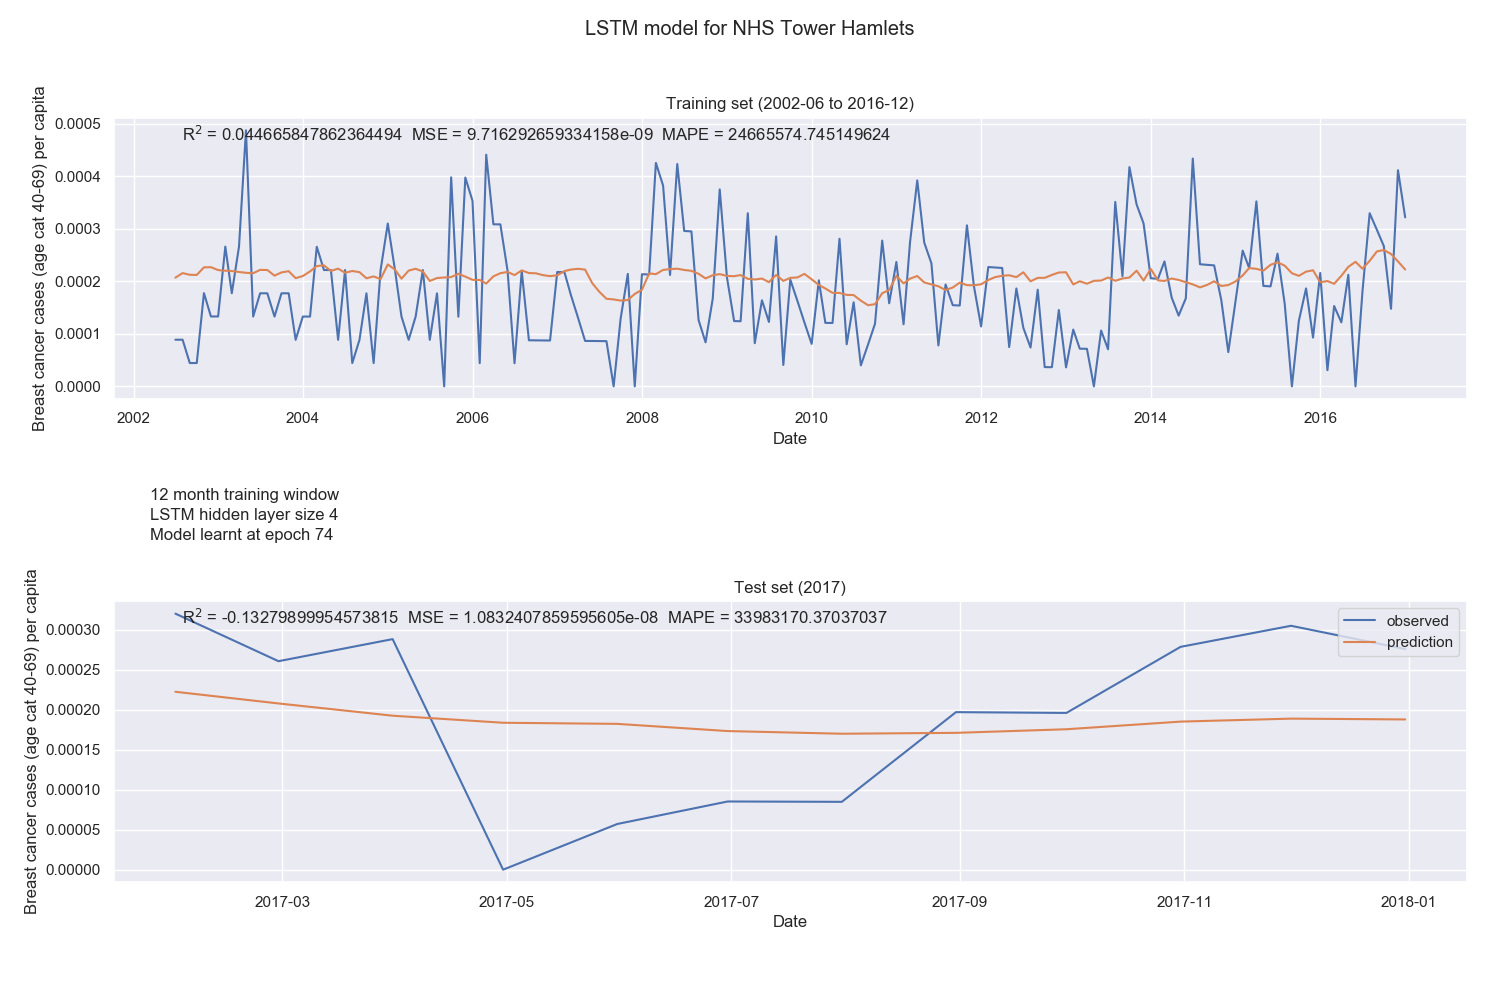 LSTM model for NHS Tower Hamlets
Training set (2002-06 to 2016-12)
R² = 0.044665847862364494 MSE = 9.716292659334158e-09 MAPE = 24665574.745149624
Breast cancer cases (age cat 40-69) per capita
0.0005
0.0004
0.0003
0.0002
0.0001
0.0000
2002 2004 2006 2008 2010 2012 2014 2016
Date
12 month training window
LSTM hidden layer size 4
Model learnt at epoch 74
Test set (2017)
R² = -0.13279899954573815 MSE = 1.0832407859595605e-08 MAPE = 33983170.37037037
observed
prediction
Breast cancer cases (age cat 40-69) per capita
0.00030
0.00025
0.00020
0.00015
0.00010
0.00005
0.00000
2017-03 2017-05 2017-07 2017-09 2017-11 2018-01
Date